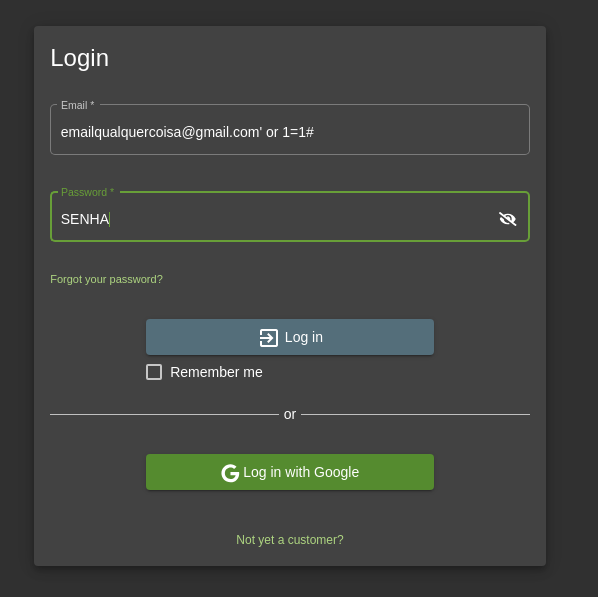 Login
Email *
emailqualquercoisa@gmail.com' or 1=1#
Password *
SENHA
Forgot your password?
Log in
Remember me
or
Log in with Google
Not yet a customer?